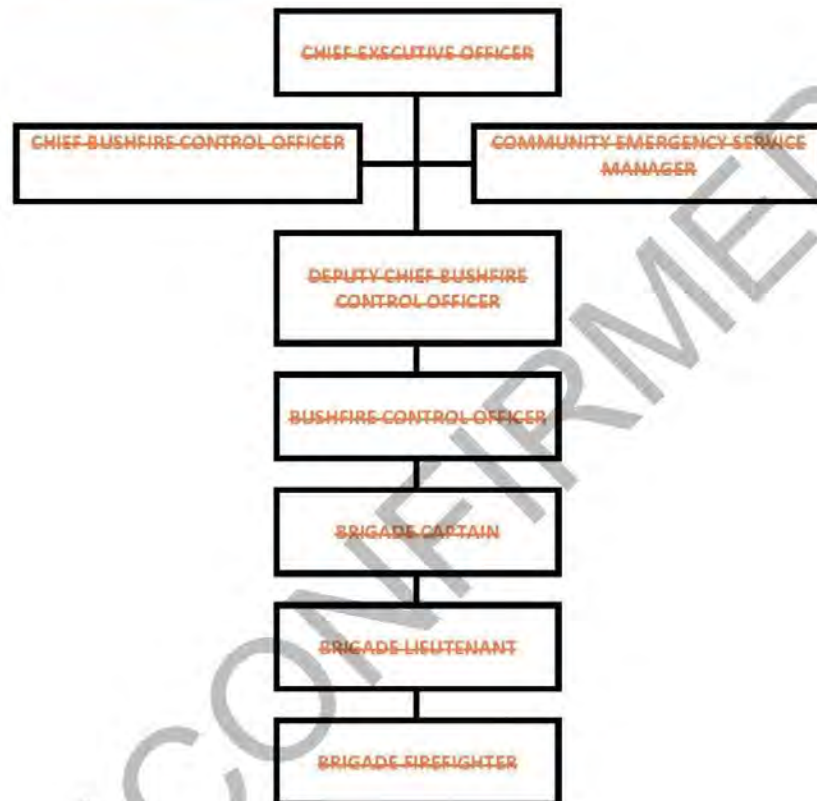 CHIEF EXECUTIVE OFFICER
CHIEF BUSHFIRE CONTROL OFFICER
COMMUNITY EMERGENCY SERVICE
MANAGER
DEPUTY CHIEF BUSHFIRE
CONTROL OFFICER
BUSHFIRE CONTROL OFFICER
BRIGADE CAPTAIN
BRIGADE LIEUTENANT
BRIGADE FIREFIGHTER
CONFIRMED